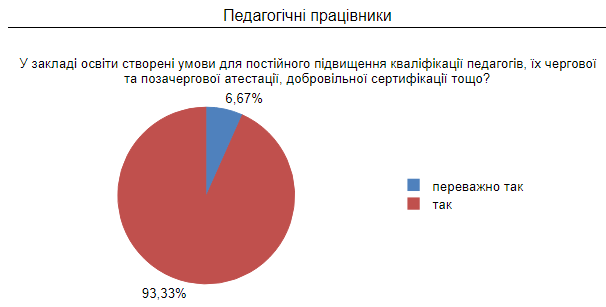 Педагогічні працівники
У закладі освіти створені умови для постійного підвищення кваліфікації педагогів, їх чергової
та позачергової атестації, добровільної сертифікації тощо?
6,67%
переважно так
так
93,33%